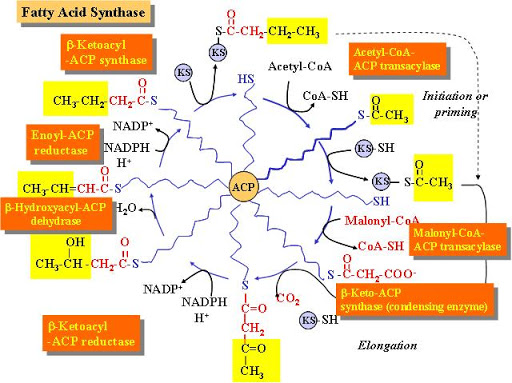 Fatty Acid Synthase
O
S-C-CH2-CH2-CH3
KS
β-Ketoacyl
-ACP synthase
KS
HS
Acetyl-CoA
CoA-SH
Acetyl-CoA-
ACP transacylase
Initiation or
priming
O
CH3-CH2-CH2-C-S
O
S-C-CH3
Enoyl-ACP
reductase
NADP+
NADPH
H+
KS-SH
O
KS-S-C-CH3
O
CH3-CH=CH-C-S
ACP
SH
β-Hydroxyacyl-ACP
dehydrase
H2O
Malonyl-CoA
CoA-SH
Malonyl-CoA-
ACP transacylase
OH
O
CH3-CH-CH2-C-S
O
S-C-CH2-COO-
NADP+
NADPH
H+
S
C=O
CH2
C=O
CH3
CO2
KS-SH
β-Keto-ACP
synthase (condensing enzyme)
β-Ketoacyl
-ACP reductase
Elongation